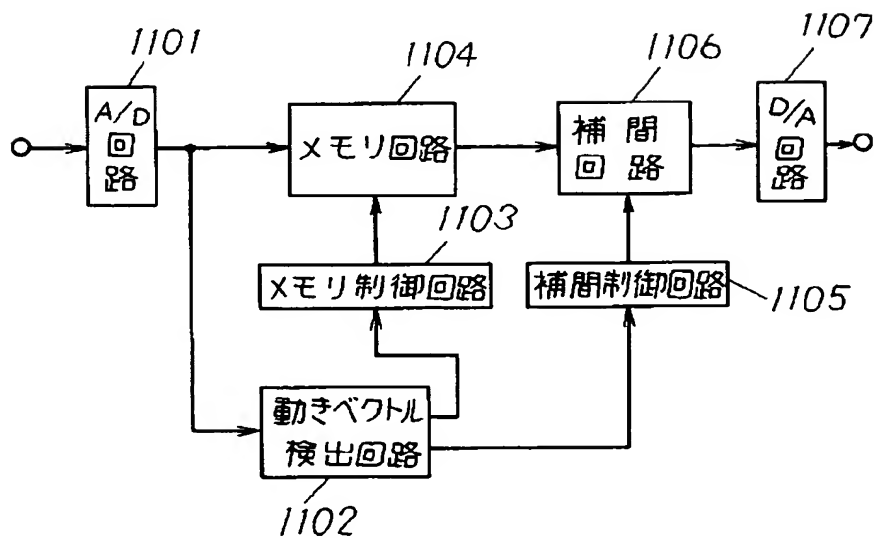 1101
A/D
回
路
1104
メモリ回路
1106
補間
回路
1107
D/A
回
路
1103
メモリ制御回路
補間制御回路
1105
動きベクトル
検出回路
1102